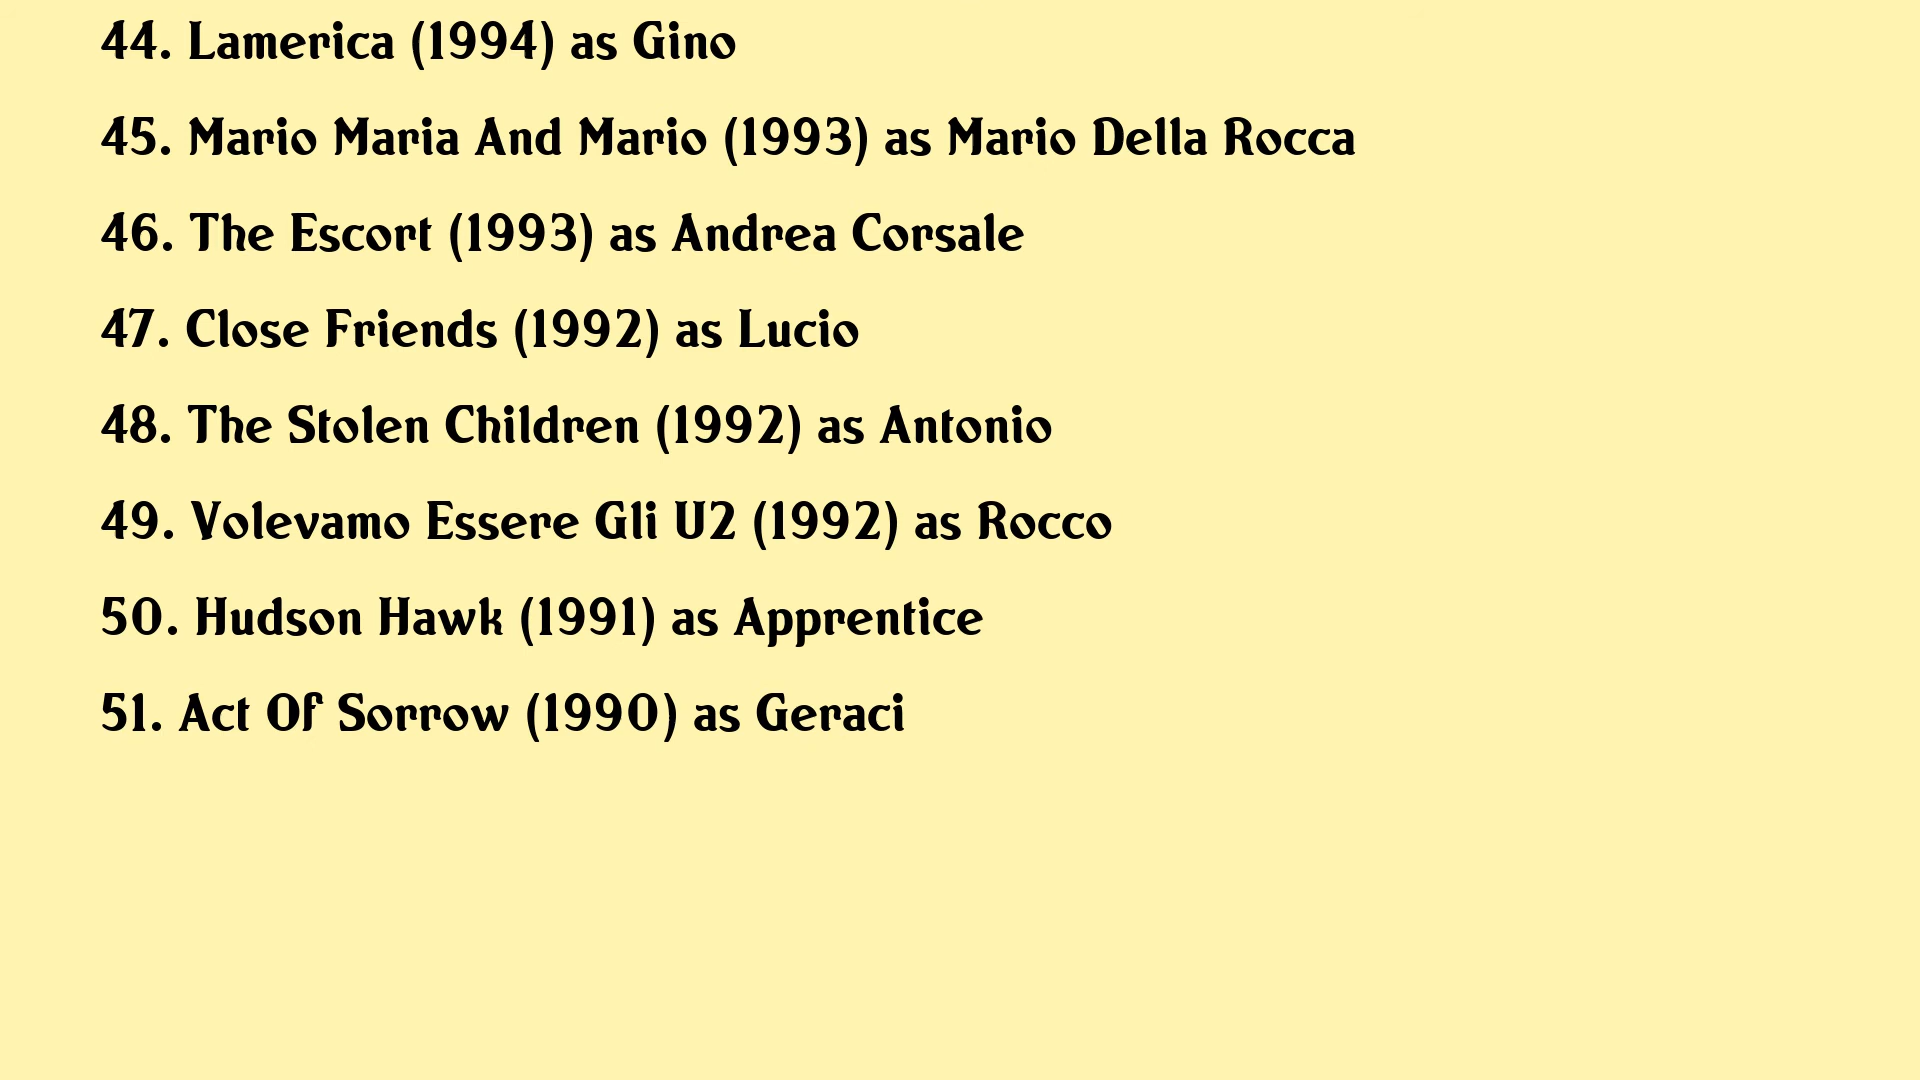 44. Lamerica (1994) as Gino
45. Mario Maria And Mario (1993) as Mario Della Rocca
46. The Escort (1993) as Andrea Corsale
47. Close Friends (1992) as Lucio
48. The Stolen Children (1992) as Antonio
49. Volevamo Essere Gli U2 (1992) as Rocco
50. Hudson Hawk (1991) as Apprentice
51. Act Of Sorrow (1990) as Geraci